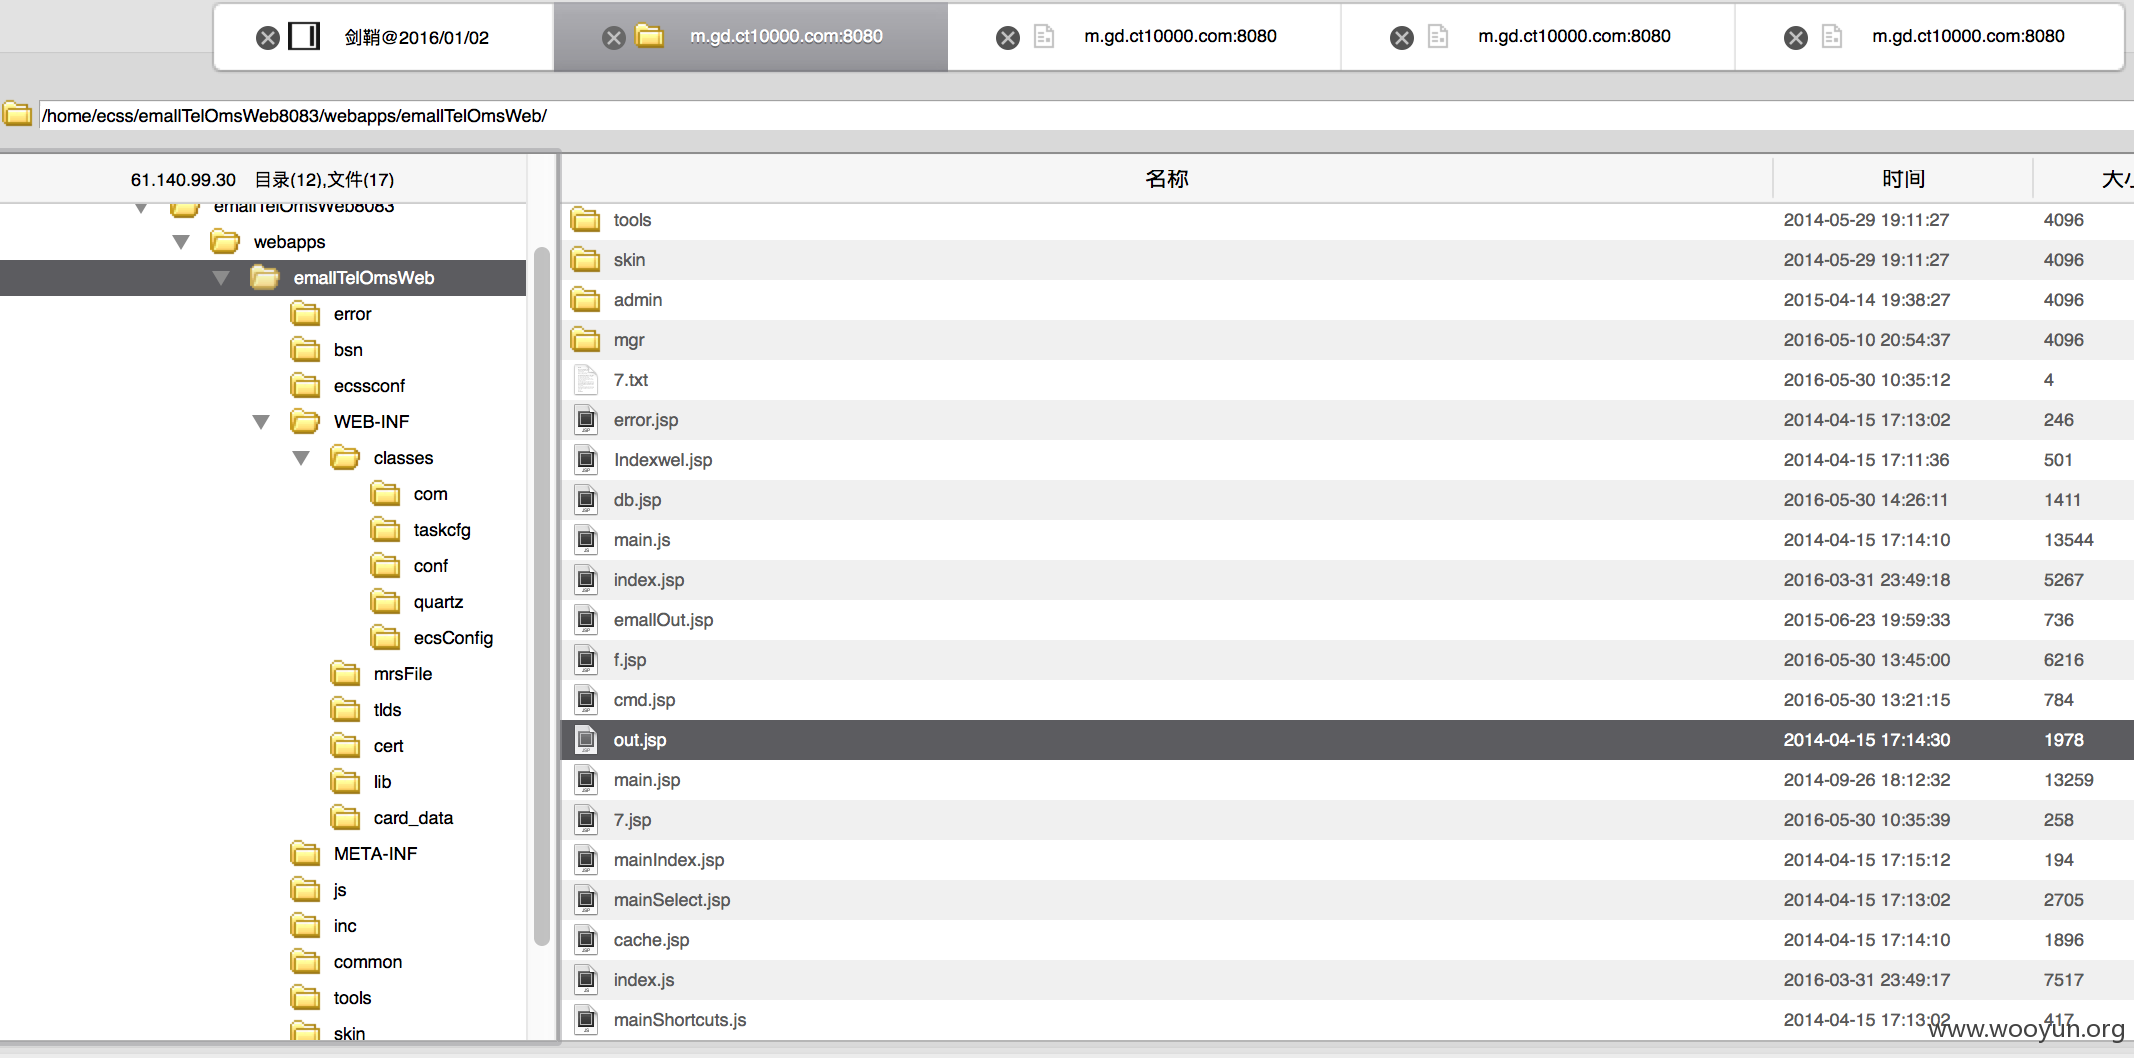 剑鞘@2016/01/02
m.gd.ct10000.com:8080
m.gd.ct10000.com:8080
m.gd.ct10000.com:8080
m.gd.ct10000.com:8080
/home/ecss/emallTelOmsWeb8083/webapps/emallTelOmsWeb/
61.140.99.30 目录(12),文件(17)
emallTelOmsWeb8083
webapps
emallTelOmsWeb
error
bsn
ecssconf
WEB-INF
classes
com
taskcfg
conf
quartz
ecsConfig
mrsFile
tlds
cert
lib
card_data
META-INF
js
inc
common
tools
skin
名称 时间
tools 2014-05-29 19:11:27 4096
skin 2014-05-29 19:11:27 4096
admin 2015-04-14 19:38:27 4096
mgr 2016-05-10 20:54:37 4096
7.txt 2016-05-30 10:35:12 4
error.jsp 2014-04-15 17:13:02 246
Indexwel.jsp 2014-04-15 17:11:36 501
db.jsp 2016-05-30 14:26:11 1411
main.js 2014-04-15 17:14:10 13544
index.jsp 2016-03-31 23:49:18 5267
emallOut.jsp 2015-06-23 19:59:33 736
f.jsp 2016-05-30 13:45:00 6216
cmd.jsp 2016-05-30 13:21:15 784
out.jsp 2014-04-15 17:14:30 1978
main.jsp 2014-09-26 18:12:32 13259
7.jsp 2016-05-30 10:35:39 258
mainIndex.jsp 2014-04-15 17:15:12 194
mainSelect.jsp 2014-04-15 17:13:02 2705
cache.jsp 2014-04-15 17:14:10 1896
index.js 2016-03-31 23:49:17 7517
mainShortcuts.js 2014-04-15 17:13:02 417
www.wooyun.org